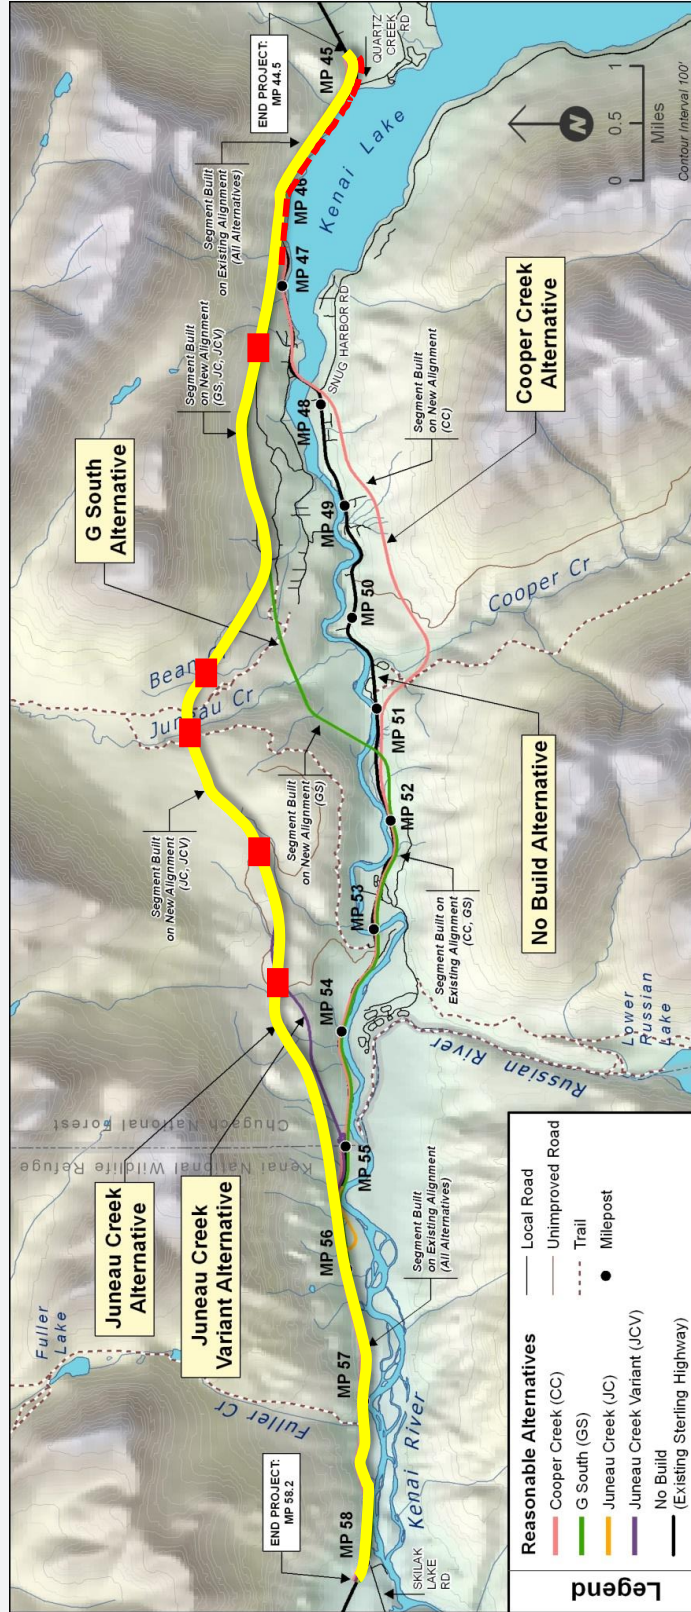 Fuller
Lake
Fuller Cr
END PROJECT:
MP 58.2
MP 58
SKILAK
LAKE
RD
Kenai River
MP 57
MP 56
Segment Built
on Existing Alignment
(All Alternatives)
Juneau Creek
Alternative
Juneau Creek
Variant Alternative
Kenai National Wildlife Refuge
Chugach National Forest
MP 55
MP 54
Russian River
Lower
Russian
Lake
Segment Built
on New Alignment
(JC, JCV)
Segment Built
on New Alignment
(GS)
MP 53
Segment Built on
Existing Alignment
(CC, GS)
MP 52
No Build Alternative
MP 51
Juneau Cr
Bean
G South
Alternative
MP 50
Cooper Cr
MP 49
Segment Built
on New Alignment
(CC)
Cooper Creek
Alternative
MP 48
SNUG HARBOR RD
Segment Built
on New Alignment
(GS, JC, JCV)
Segment Built
on Existing Alignment
(All Alternatives)
MP 47
MP 46
Kenai Lake
END PROJECT:
MP 44.5
MP 45
QUARTZ
CREEK
RD
N
0 0.5 1
Miles
Contour Interval 100'
Legend
Reasonable Alternatives
Cooper Creek (CC)
G South (GS)
Juneau Creek (JC)
Juneau Creek Variant (JCV)
No Build
(Existing Sterling Highway)
Local Road
Unimproved Road
Trail
Milepost